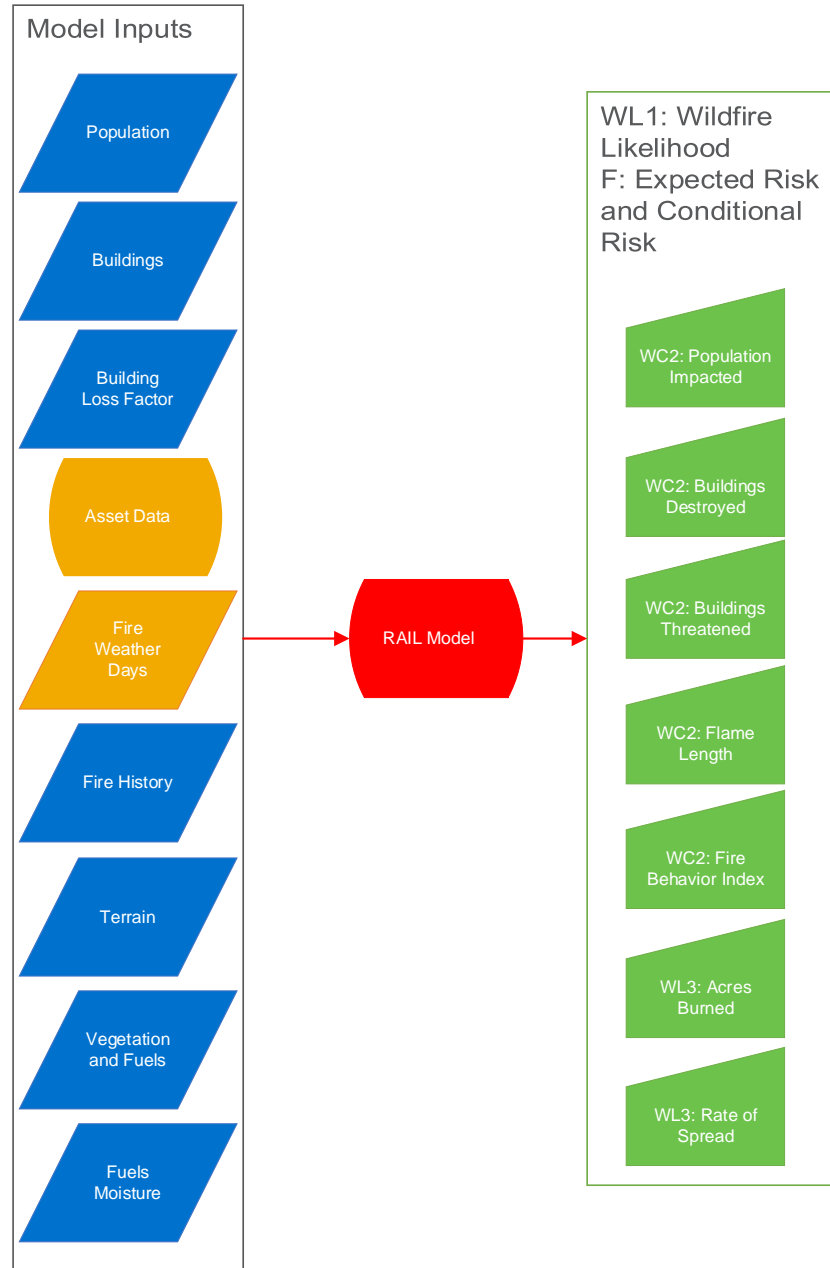 Model Inputs
Population
Buildings
Building
Loss Factor
Asset Data
Fire
Weather
Days
Fire History
Terrain
Vegetation
and Fuels
Fuels
Moisture
RAIL Model
WL1: Wildfire
Likelihood
F: Expected Risk
and Conditional
Risk
WC2: Population
Impacted
WC2: Buildings
Destroyed
WC2: Buildings
Threatened
WC2: Flame
Length
WC2: Fire
Behavior Index
WL3: Acres
Burned
WL3: Rate of
Spread